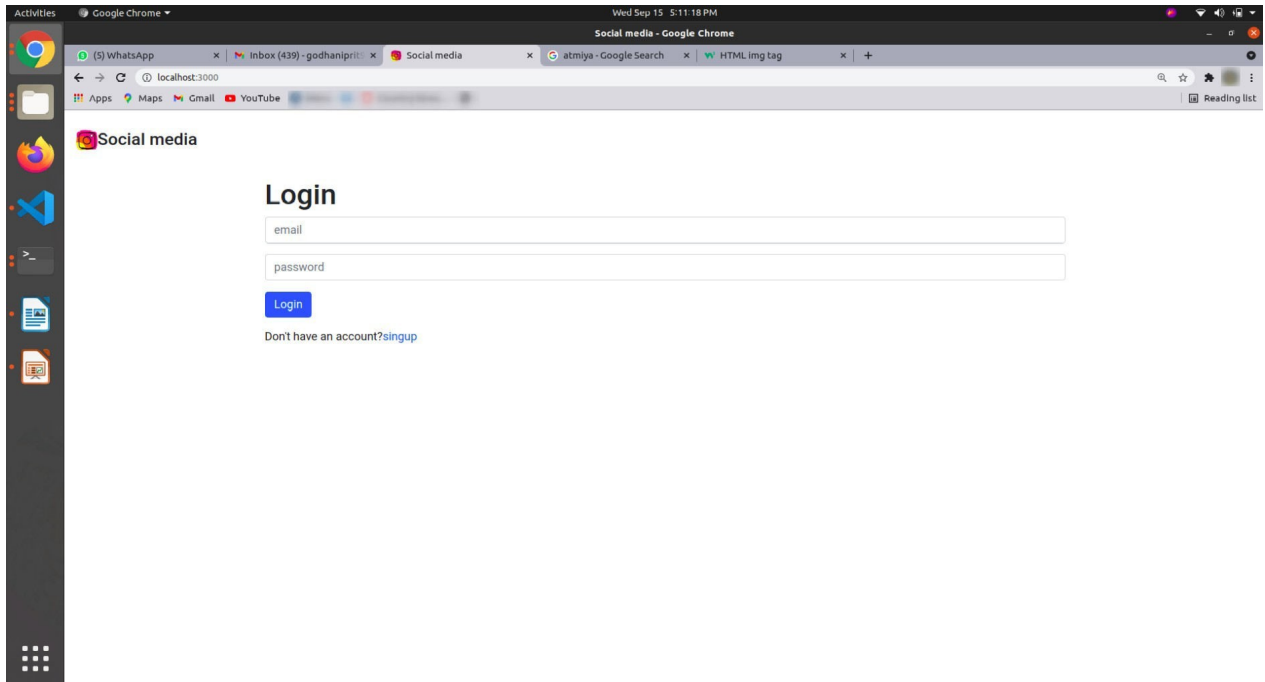 Activities Google Chrome Wed Sep 15 5:11:18 PM
Social media - Google Chrome
(5) WhatsApp Inbox (439) - godhaniprit Social media atmiya - Google Search HTML img tag
localhost:3000
Apps Maps Gmail YouTube Reading list
Social media
Login
email
password
Login
Don't have an account?singup